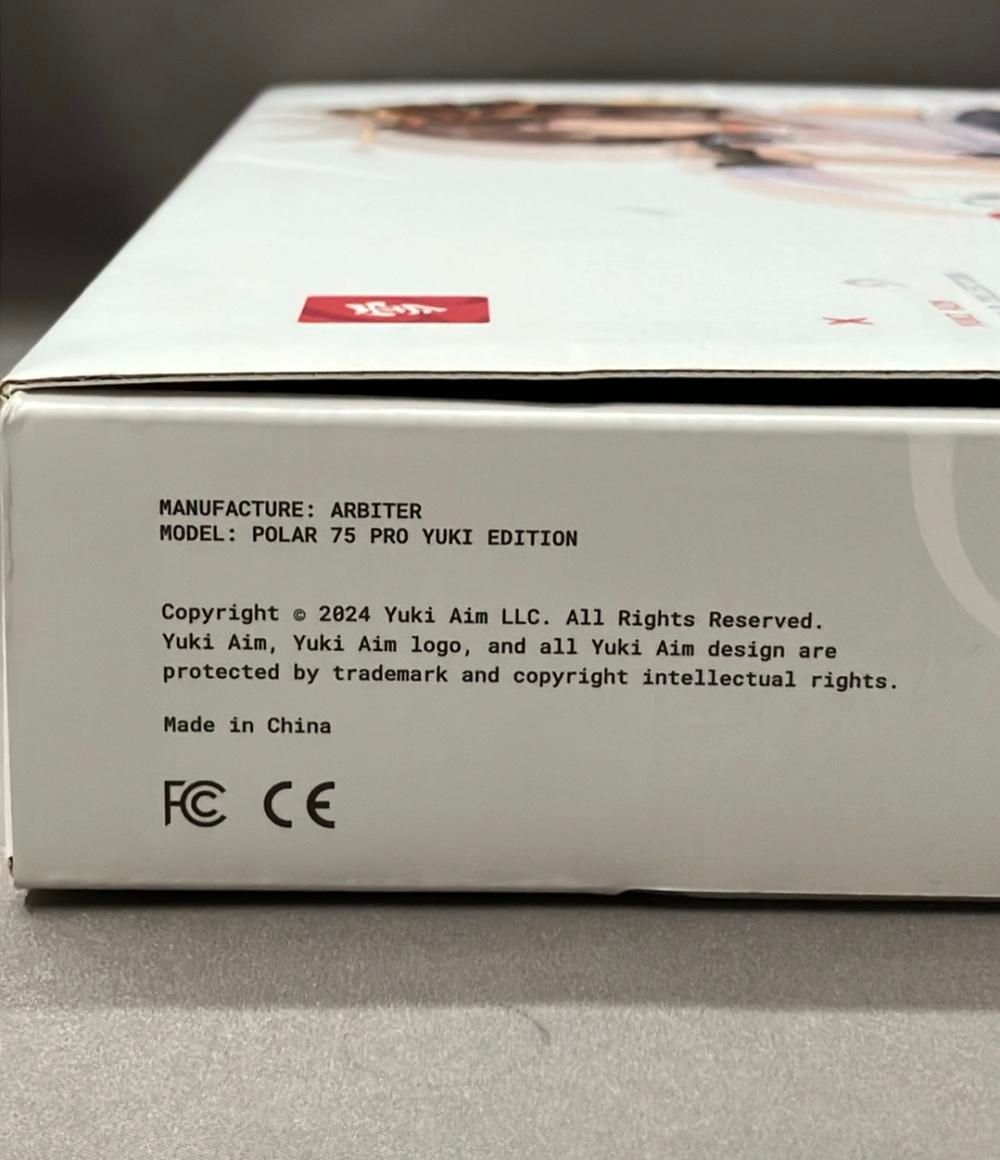 MANUFACTURE: ARBITER
MODEL: POLAR 75 PRO YUKI EDITION
Copyright © 2024 Yuki Aim LLC. All Rights Reserved.
Yuki Aim, Yuki Aim logo, and all Yuki Aim design are
protected by trademark and copyright intellectual rights.
Made in China
FC CE